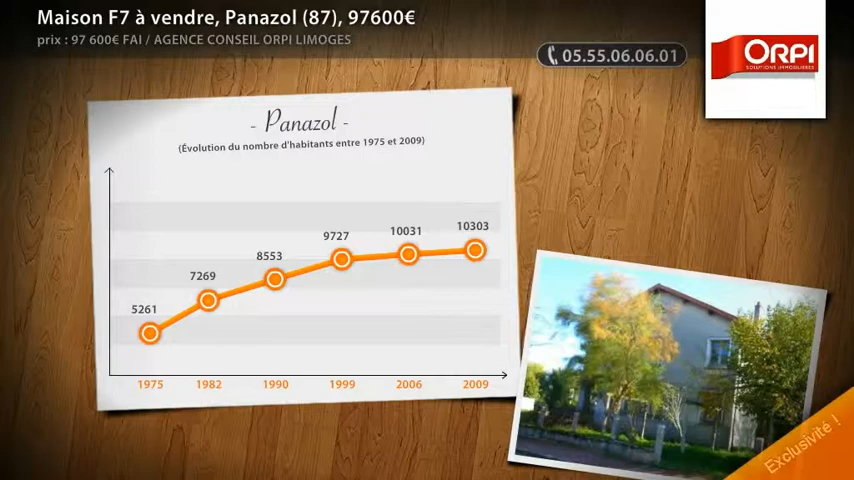 Maison F7 à vendre, Panazol (87), 97600€
prix : 97 600€ FAI / AGENCE CONSEIL ORPI LIMOGES
05.55.06.06.01
ORPI
SOLUTIONS IMMOBILIÈRES
- Panazol -
(Évolution du nombre d'habitants entre 1975 et 2009)
5261
7269
8553
9727
10031
10303
1975 1982 1990 1999 2006 2009
Exclusivité !